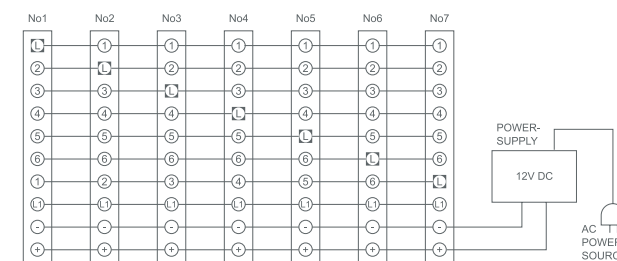 No1 No2 No3 No4 No5 No6 No7
L 1 1 1 1 1 1
2 L 2 2 2 2 2
3 3 L 3 3 3 3
4 4 4 L 4 4 4
5 5 5 5 L 5 5
6 6 6 6 6 L 6
1 2 3 4 5 6 L
L1 L1 L1 L1 L1 L1 L1
- - - - - - -
+ + + + + + +
POWER-
SUPPLY
12V DC
AC
POWER
SOURC